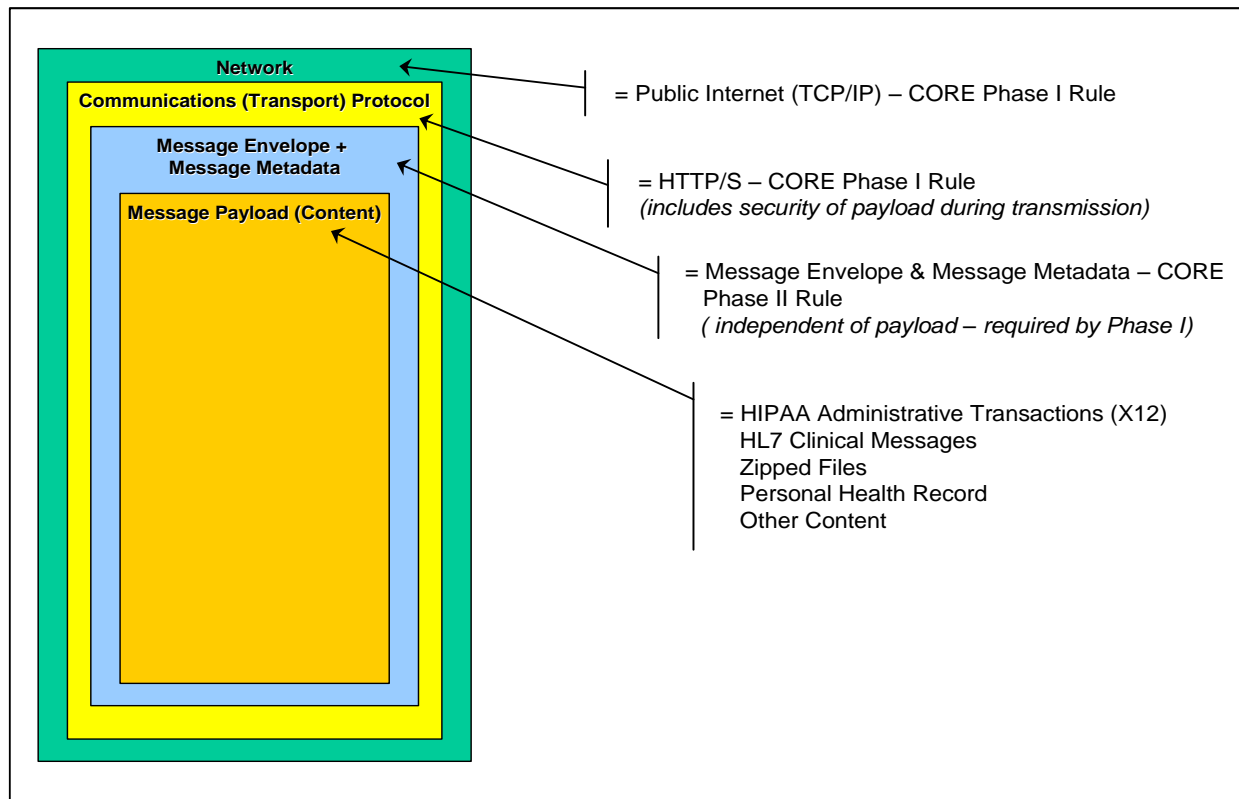 Network
Communications (Transport) Protocol
Message Envelope +
Message Metadata
Message Payload (Content)
= Public Internet (TCP/IP) – CORE Phase I Rule
= HTTP/S – CORE Phase I Rule
(includes security of payload during transmission)
= Message Envelope & Message Metadata – CORE
Phase II Rule
( independent of payload – required by Phase I)
= HIPAA Administrative Transactions (X12)
HL7 Clinical Messages
Zipped Files
Personal Health Record
Other Content